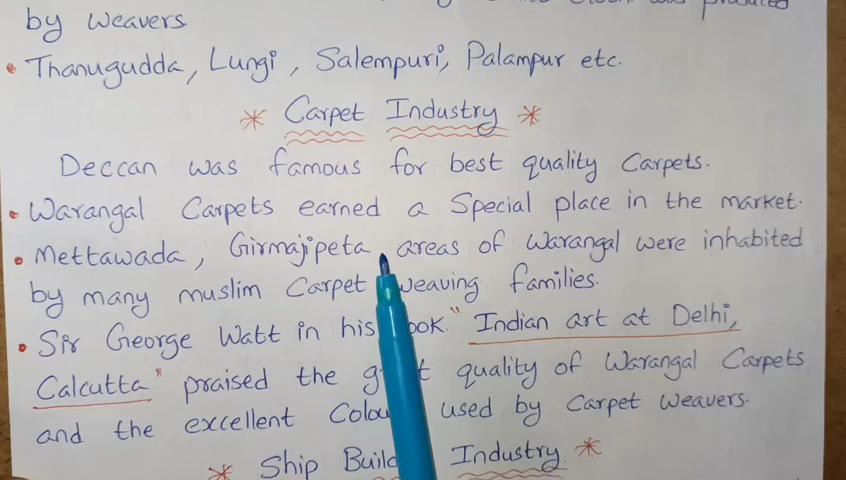 produced
by weavers
• Thanugudda, Lungi, Salempuri, Palampur etc.
* Carpet Industry *
Deccan was famous for best quality Carpets.
• Warangal Carpets earned a Special place in the market.
• Mettawada, Girmajipeta areas of Warangal were inhabited
by many muslim Carpet weaving families.
• Sir George Watt in his "Indian art at Delhi,
Calcutta" praised the quality of Warangal Carpets
and the excellent used by Carpet weavers.
* Ship Industry *